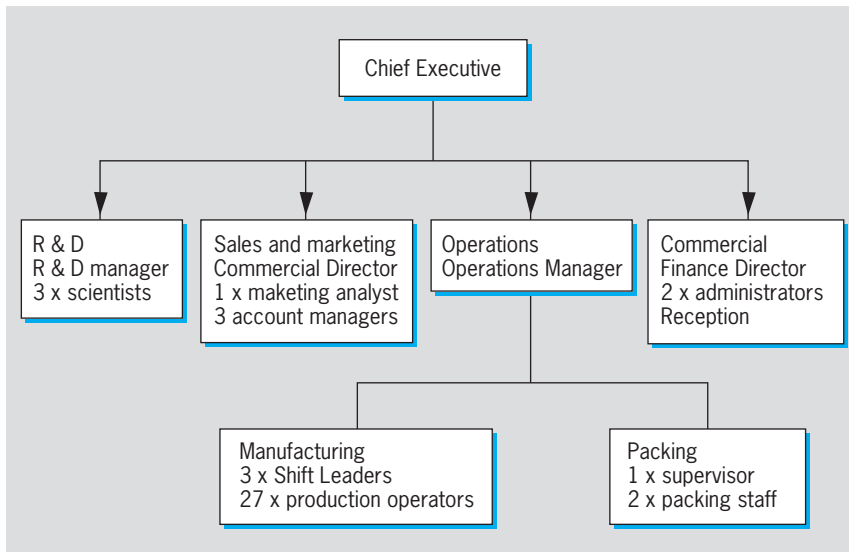 Chief Executive
R & D
R & D manager
3 x scientists
Sales and marketing
Commercial Director
1 x maketing analyst
3 account managers
Operations
Operations Manager
Commercial
Finance Director
2 x administrators
Reception
Manufacturing
3 x Shift Leaders
27 x production operators
Packing
1 x supervisor
2 x packing staff